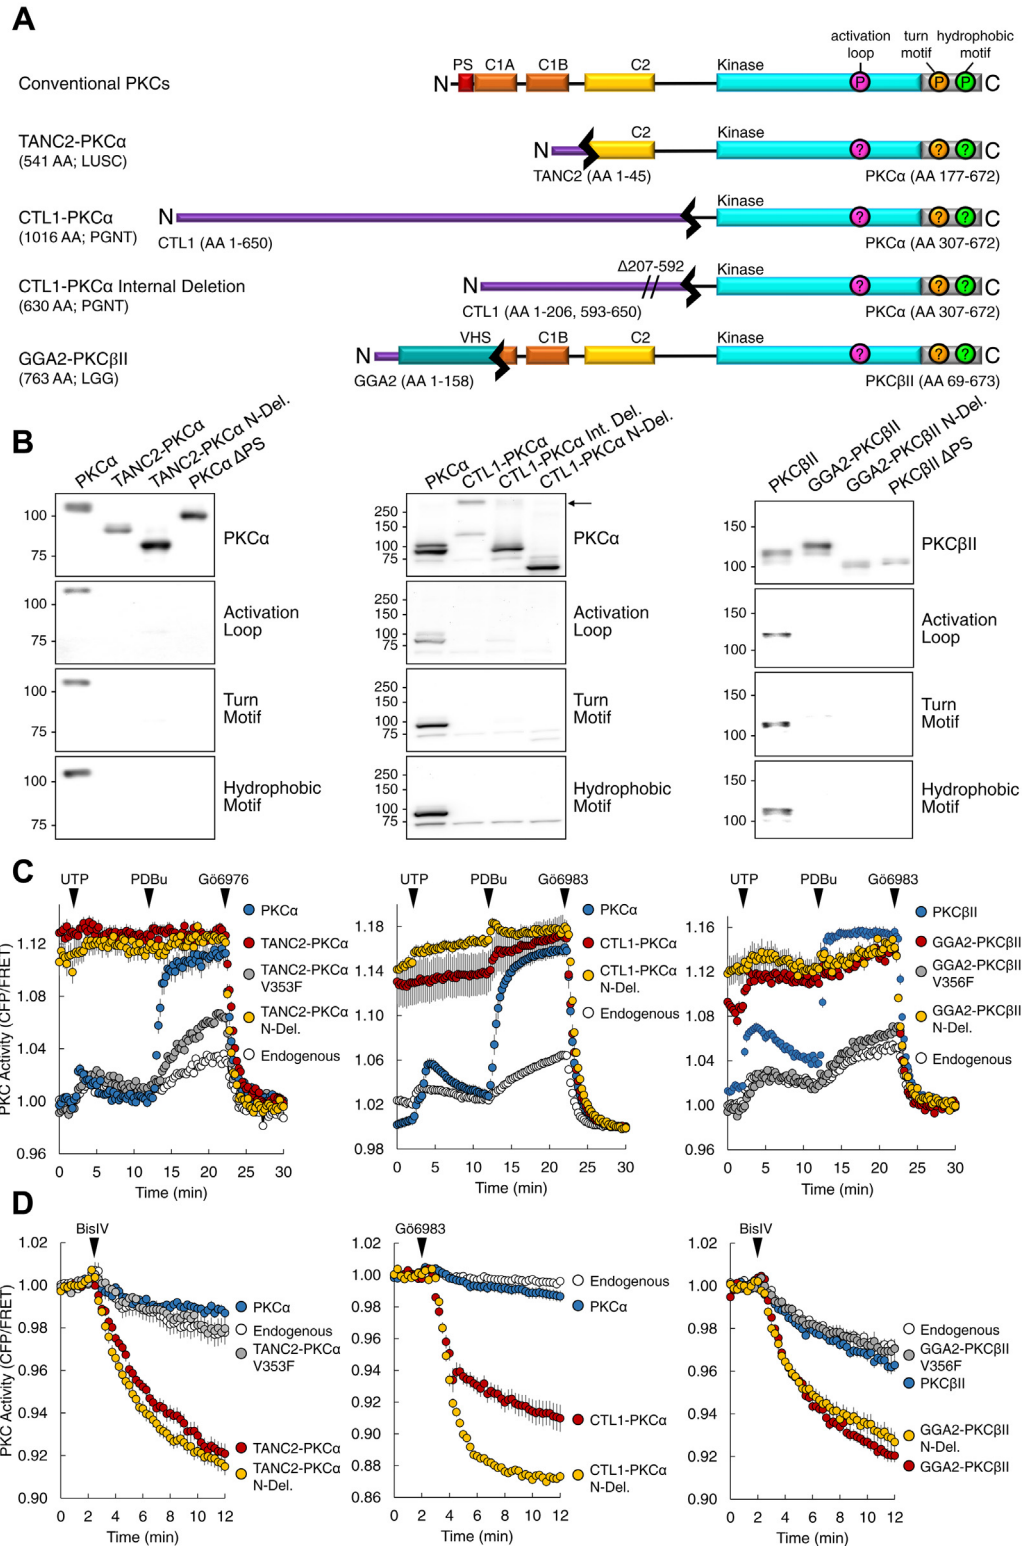 A
activation loop
turn motif
hydrophobic motif
PS
C1A
C1B
C2
Kinase
Conventional PKCs
N
P
P
P
C
TANC2-PKCα
(541 AA; LUSC)
N
C2
Kinase
?
?
?
C
TANC2 (AA 1-45)
PKCα (AA 177-672)
CTL1-PKCα
(1016 AA; PGNT)
N
Kinase
?
?
?
C
CTL1 (AA 1-650)
PKCα (AA 307-672)
CTL1-PKCα Internal Deletion
(630 AA; PGNT)
N
Δ207-592
Kinase
?
?
?
C
CTL1 (AA 1-206, 593-650)
PKCα (AA 307-672)
GGA2-PKCβII
(763 AA; LGG)
N
VHS
C1B
C2
Kinase
?
?
?
C
GGA2 (AA 1-158)
PKCβII (AA 69-673)
B
PKCα
TANC2-PKCα
TANC2-PKCα N-Del.
PKCα ΔPS
100
75
PKCα
100
75
Activation Loop
100
75
Turn Motif
100
75
Hydrophobic Motif
PKCα
CTL1-PKCα
CTL1-PKCα Int. Del.
CTL1-PKCα N-Del.
250
150
100
75
PKCα
250
150
100
75
Activation Loop
250
150
100
75
Turn Motif
250
150
100
75
Hydrophobic Motif
PKCβII
GGA2-PKCβII
GGA2-PKCβII N-Del.
PKCβII ΔPS
150
100
PKCβII
150
100
Activation Loop
150
100
Turn Motif
150
100
Hydrophobic Motif
C
PKC Activity (CFP/FRET)
UTP
PDBu
Gö6976
1.12
1.08
1.04
1.00
0.96
0 5 10 15 20 25 30
Time (min)
PKCα
TANC2-PKCα
TANC2-PKCα V353F
TANC2-PKCα N-Del.
Endogenous
UTP
PDBu
Gö6983
1.18
1.14
1.10
1.06
1.02
0.98
0 5 10 15 20 25 30
Time (min)
PKCα
CTL1-PKCα
CTL1-PKCα N-Del.
Endogenous
UTP
PDBu
Gö6983
1.16
1.12
1.08
1.04
1.00
0.96
0 5 10 15 20 25 30
Time (min)
PKCβII
GGA2-PKCβII
GGA2-PKCβII V356F
GGA2-PKCβII N-Del.
Endogenous
D
PKC Activity (CFP/FRET)
BisIV
1.02
1.00
0.98
0.96
0.94
0.92
0.90
0 2 4 6 8 10 12
Time (min)
PKCα
Endogenous
TANC2-PKCα V353F
TANC2-PKCα
TANC2-PKCα N-Del.
Gö6983
1.02
1.00
0.98
0.96
0.94
0.92
0.90
0.88
0.86
0 2 4 6 8 10 12
Time (min)
Endogenous
PKCα
CTL1-PKCα
CTL1-PKCα N-Del.
BisIV
1.02
1.00
0.98
0.96
0.94
0.92
0.90
0 2 4 6 8 10 12
Time (min)
Endogenous
GGA2-PKCβII V356F
PKCβII
GGA2-PKCβII N-Del.
GGA2-PKCβII